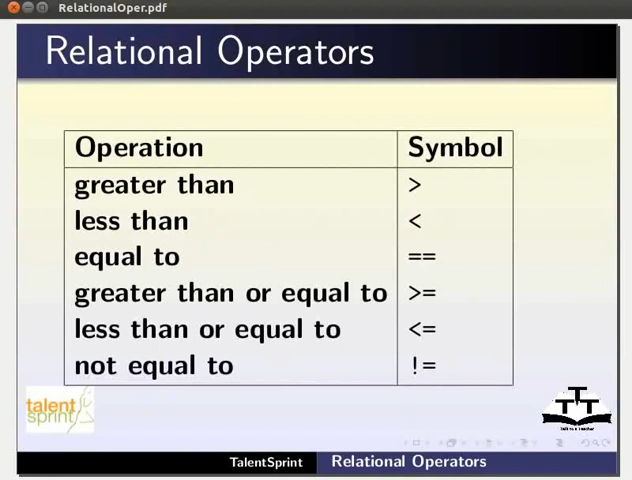 RelationalOper.pdf
Relational Operators
Operation Symbol
greater than >
less than <
equal to ==
greater than or equal to >=
less than or equal to <=
not equal to !=
talent
sprint
TTT
TalentSprint Relational Operators